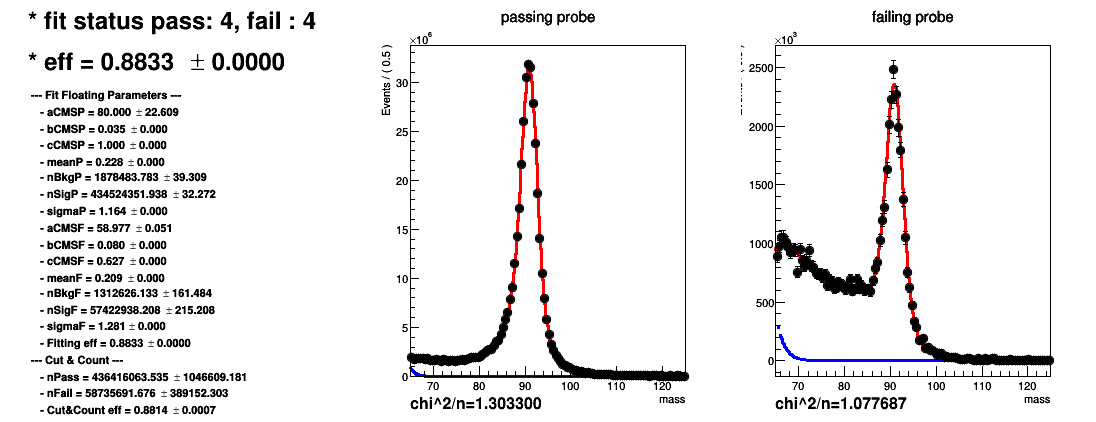 * fit status pass: 4, fail : 4
* eff = 0.8833 ± 0.0000
--- Fit Floating Parameters ---
- aCMSP = 80.000 ± 22.609
- bCMSP = 0.035 ± 0.000
- cCMSP = 1.000 ± 0.000
- meanP = 0.228 ± 0.000
- nBkgP = 1878483.783 ± 39.309
- nSigP = 434524351.938 ± 32.272
- sigmaP = 1.164 ± 0.000
- aCMSF = 58.977 ± 0.051
- bCMSF = 0.080 ± 0.000
- cCMSF = 0.627 ± 0.000
- meanF = 0.209 ± 0.000
- nBkgF = 1312626.133 ± 161.484
- nSigF = 57422938.208 ± 215.208
- sigmaF = 1.281 ± 0.000
- Fitting eff = 0.8833 ± 0.0000
--- Cut & Count ---
- nPass = 436416063.535 ± 1046609.181
- nFail = 58735691.676 ± 389152.303
- Cut&Count eff = 0.8814 ± 0.0007
passing probe
×10⁶
Events / ( 0.5 )
30
25
20
15
10
5
0
70 80 90 100 110 120
mass
chi^2/n=1.303300
failing probe
×10³
2500
2000
1500
1000
500
0
70 80 90 100 110 120
mass
chi^2/n=1.077687